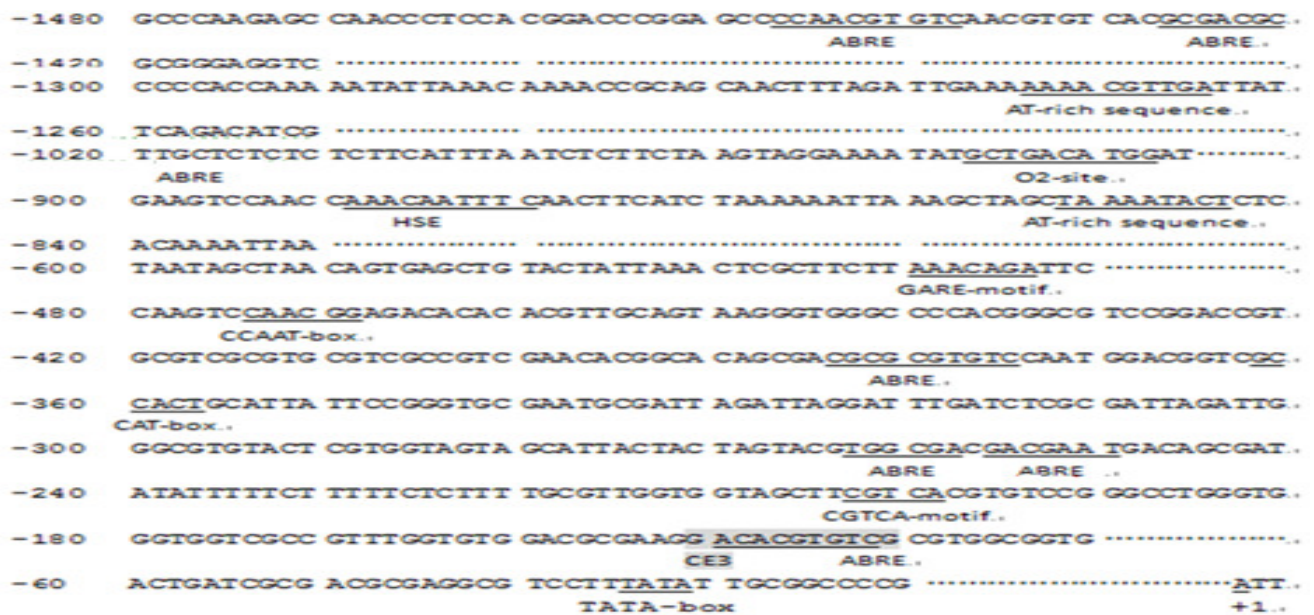 -1480 GCCCAAGAGC CAACCCTCCA CGGACCCGGA GCCCCAACGT GTCAACGTGT CACGCGACGC
ABRE ABRE
-1420 GCGGGAGGTC
-1300 CCCCACCAAA AATATTAAAC AAAACCGCAG CAACTTTAGA TTGAAAAAAA CGTTGATTAT
AT-rich sequence
-1260 TCAGACATCG
-1020 TTGCTCTCTC TCTTCATTTA ATCTCTTCTA AGTAGGAAAA TATGCTGACA TGGAT
ABRE O2-site
-900 GAAGTCCAAC CAAACAATTT CAACTTCATC TAAAAAATTA AAGCTAGCTA AAATACTCTC
HSE AT-rich sequence
-840 ACAAAATTAA
-600 TAATAGCTAA CAGTGAGCTG TACTATTAAA CTCGCTTCTT AAACAGATTC
GARE-motif
-480 CAAGTCCAAC GGAGACACAC ACGTTGCAGT AAGGGTGGGC CCCACGGGCG TCCGGACCGT
CCAAT-box
-420 GCGTCGCGTG CGTCGCCGTC GAACACGGCA CAGCGACGCG CGTGTCCAAT GGACGGTCGC
ABRE
-360 CACTGCATTA TTCCGGGTGC GAATGCGATT AGATTAGGAT TTGATCTCGC GATTAGATTG
CAT-box
-300 GGCGTGTACT CGTGGTAGTA GCATTACTAC TAGTACGTGG CGACGACGAA TGACAGCGAT
ABRE ABRE
-240 ATATTTTTCT TTTTCTCTTT TGCGTTGGTG GTAGCTTCGT CACGTGTCCG GGCCTGGGTG
CGTCA-motif
-180 GGTGGTCGCC GTTTGGTGTG GACGCGAAGG ACACGTGTCG CGTGGCGGTG
CE3 ABRE
-60 ACTGATCGCG ACGCGAGGCG TCCTTTATAT TGCGGCCCCG ATT
TATA-box +1